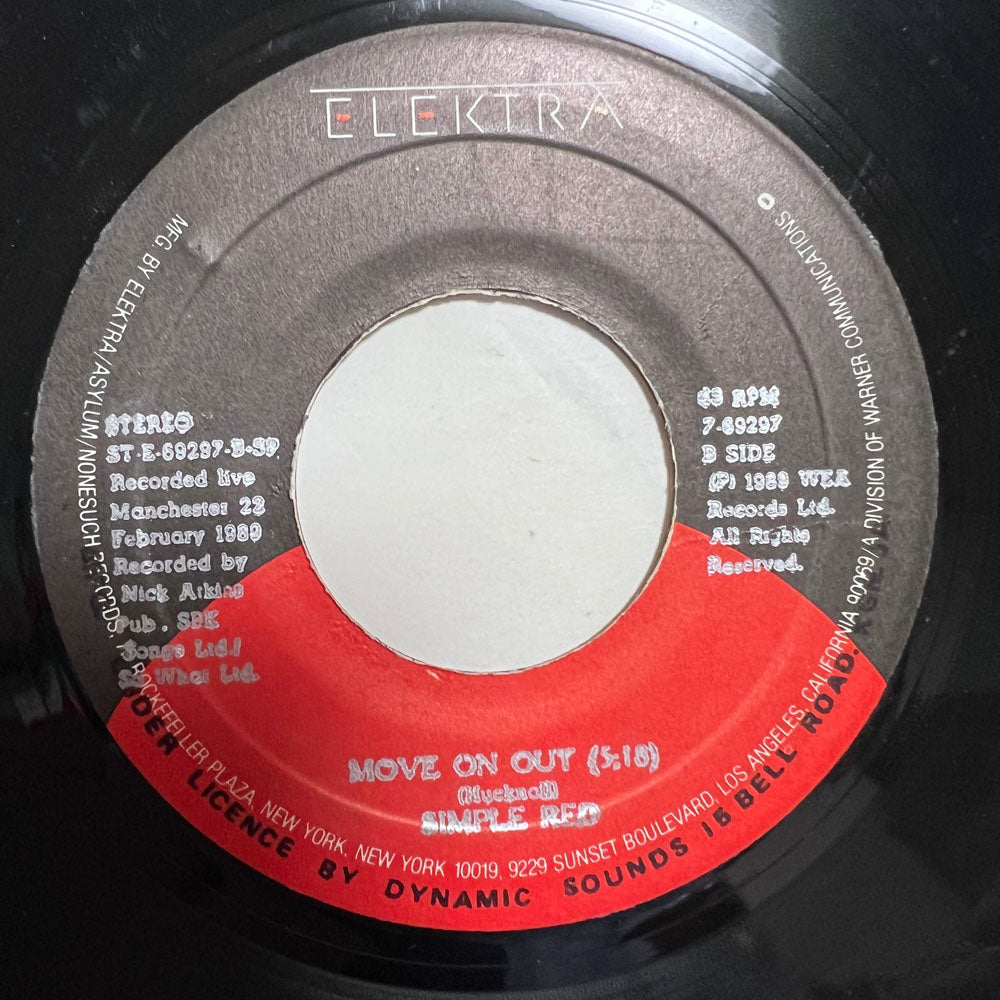 ELEKTRA
STEREO
ST-E-69297-B-SP
Recorded live
Manchester 22
February 1989
Recorded by
Nick Atkins
Pub. SBK
Songs Ltd./
So What Ltd.
45 RPM
7-69297
B SIDE
(P) 1989 WEA
Records Ltd.
All Rights
Reserved.
MOVE ON OUT (5:18)
(Hucknall)
SIMPLE RED
MFG. BY ELEKTRA/ASYLUM/NONESUCH RECORDS, ROCKEFELLER PLAZA, NEW YORK, NEW YORK 10019, 9229 SUNSET BOULEVARD, LOS ANGELES, CALIFORNIA 90069/A DIVISION OF WARNER COMMUNICATIONS
UNDER LICENCE BY DYNAMIC SOUNDS 15 BELL ROAD.